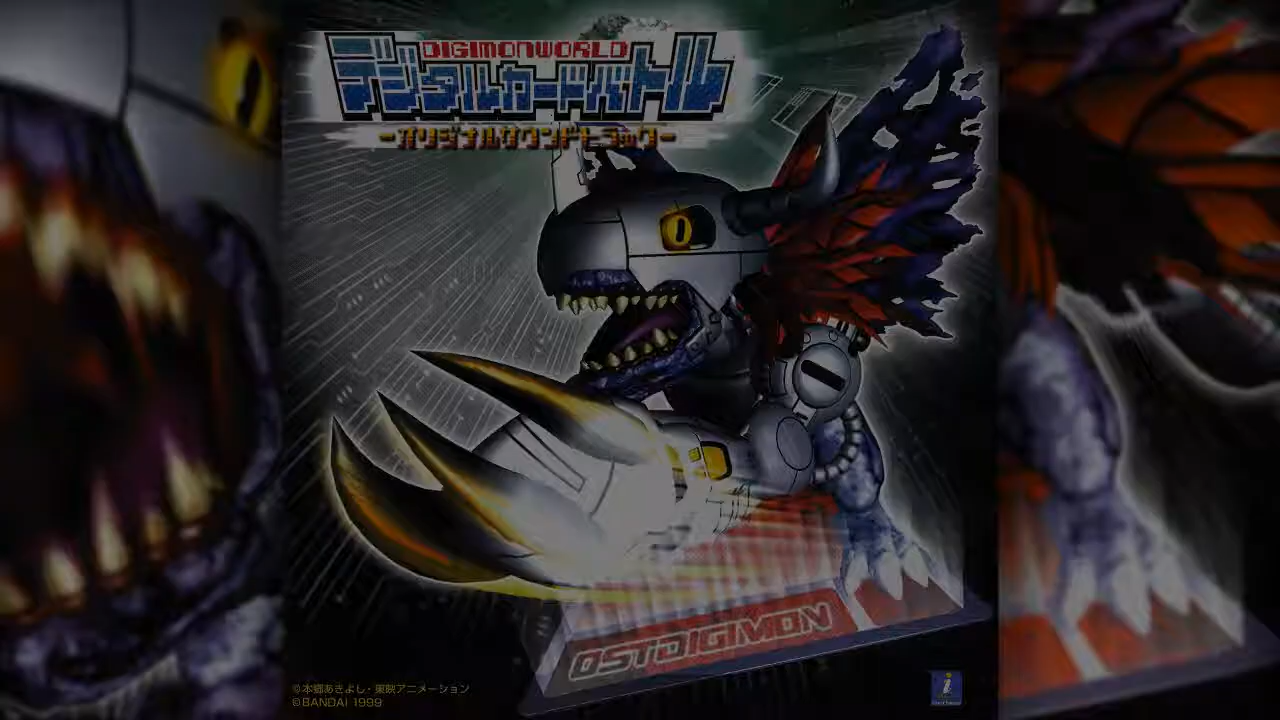 DIGIMONWORLD
デジタルカードバトル
-オリジナルサウンドトラック-
OSTDIGIMON
©本郷あきよし・東映アニメーション
©BANDAI 1999